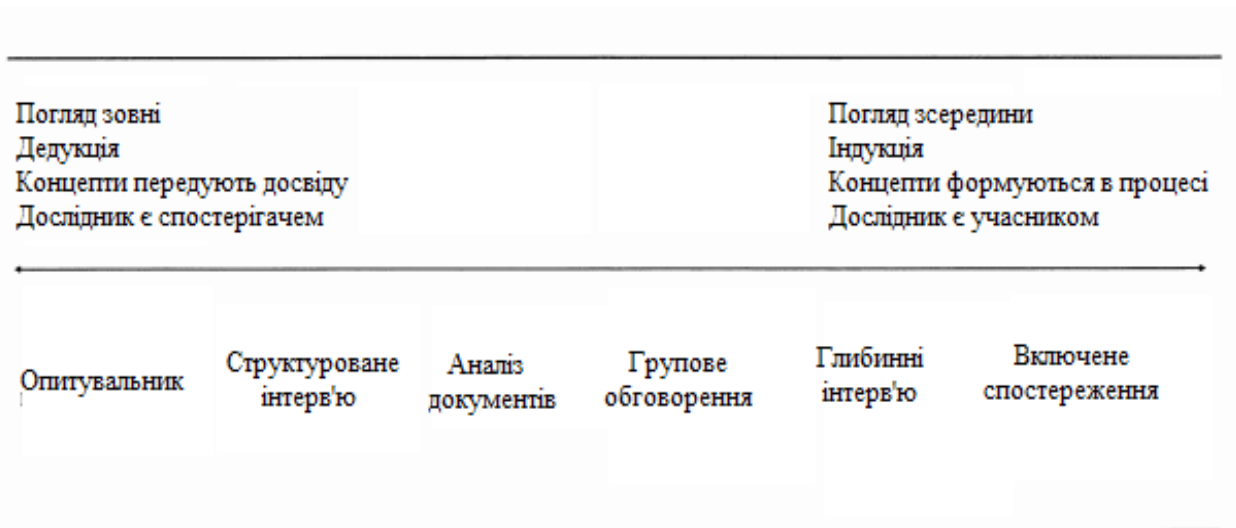 Погляд зовні
Дедукція
Концепти передують досвіду
Дослідник є спостерігачем
Погляд зсередини
Індукція
Концепти формуються в процесі
Дослідник є учасником
Опитувальник
Структуроване
інтерв'ю
Аналіз
документів
Групове
обговорення
Глибинні
інтерв'ю
Включене
спостереження